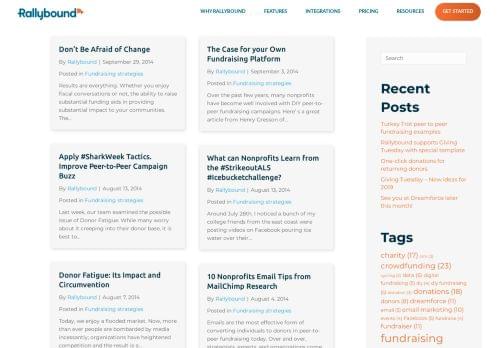 Rallybound
WHY RALLYBOUND
FEATURES
INTEGRATIONS
PRICING
RESOURCES
GET STARTED
Don't Be Afraid of Change
By Rallybound | September 29, 2014
Posted in Fundraising strategies
Results are everything. Whether you enjoy
fiscal conversations or not, the ability to raise
substantial funding aids in providing
substantial impact to your communities.
The...
The Case for your Own
Fundraising Platform
By Rallybound | September 3, 2014
Posted in Fundraising strategies
Over the past few years, many nonprofits
have become well involved with DIY peer-to-
peer fundraising campaigns. Here's a great
article from Henry Gresson of...
Apply #SharkWeek Tactics.
Improve Peer-to-Peer Campaign
Buzz
By Rallybound | August 13, 2014
Posted in Fundraising strategies
Last week, our team examined the possible
issue of Donor Fatigue. While many worry
about it creeping into their donor base, it is
best to...
What can Nonprofits Learn from
the #StrikeoutALS
#Icebucketchallenge?
By Rallybound | August 13, 2014
Posted in Fundraising strategies
Around July 28th, I noticed a bunch of my
college friends from the east coast were
posting videos on Facebook pouring ice
water over their...
Donor Fatigue: Its Impact and
Circumvention
By Rallybound | August 7, 2014
Posted in Fundraising strategies
Today, we enjoy a flooded market. Now, more
than ever people are bombarded by media
incessantly; organizations have heightened
competition and the result is a...
10 Nonprofits Email Tips from
MailChimp Research
By Rallybound | August 4, 2014
Posted in Fundraising strategies
Emails are the most effective form of
converting individuals to donors in peer-to-
peer fundraising today. Over and over,
strategists, experts, and organizations come
Search
Recent
Posts
Turkey Trot peer to peer
fundraising examples
Rallybound supports Giving
Tuesday with special template
One-click donations for
returning donors
Giving Tuesday – New ideas for
2019
See you at Dreamforce later
this month!
Tags
charity (17)
crowdfunding (23)
cycling data (5) digital
fundraising (5) diy (4) diy fundraising
(5) donation donations (18)
donors (8) dreamforce (11)
email (5) email marketing (10)
events (4) Facebook (5) fundraise (4)
fundraiser (11)
fundraising